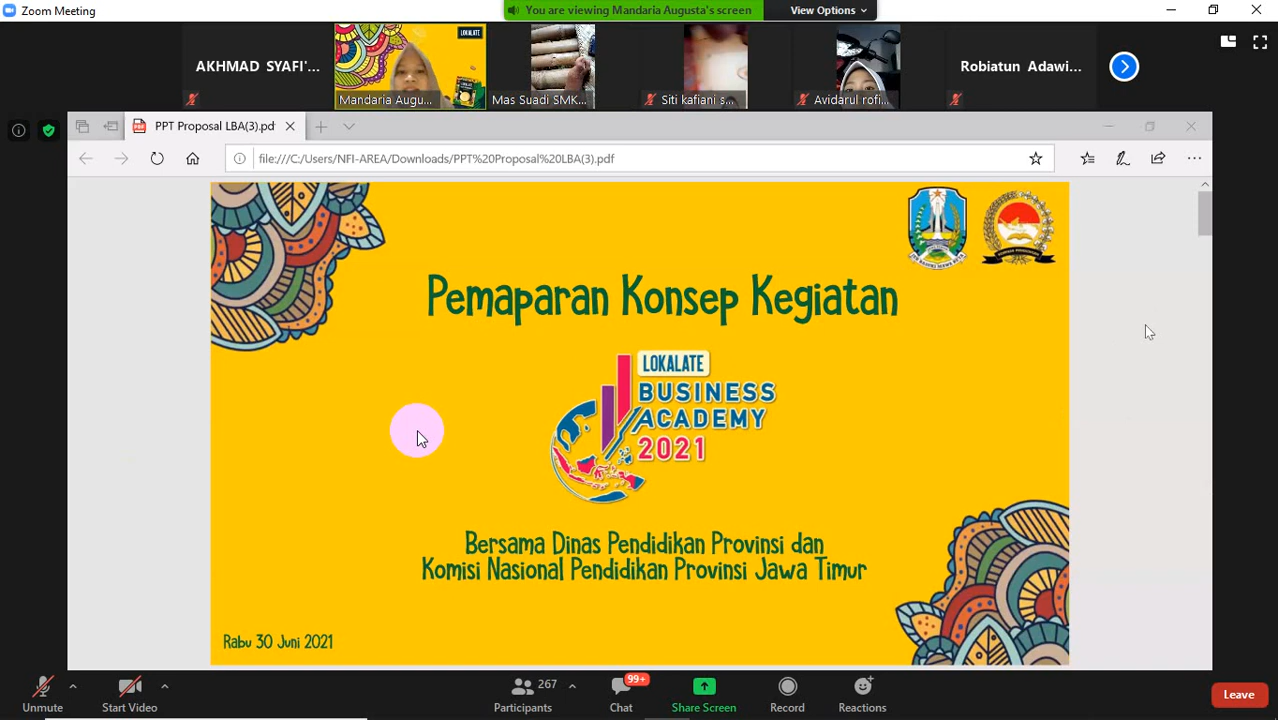 Zoom Meeting
You are viewing Mandaria Augusta's screen
View Options
AKHMAD SYAFI'...
LOKALATE
Mandaria Augu...
Mas Suadi SMK...
Siti kafiani s...
Avidarul rofi...
Robiatun Adawi...
PPT Proposal LBA(3).pdf
file:///C:/Users/NFI-AREA/Downloads/PPT%20Proposal%20LBA(3).pdf
Pemaparan Konsep Kegiatan
LOKALATE
BUSINESS
ACADEMY
2021
Bersama Dinas Pendidikan Provinsi dan
Komisi Nasional Pendidikan Provinsi Jawa Timur
Rabu 30 Juni 2021
Unmute
Start Video
267
Participants
99+
Chat
Share Screen
Record
Reactions
Leave